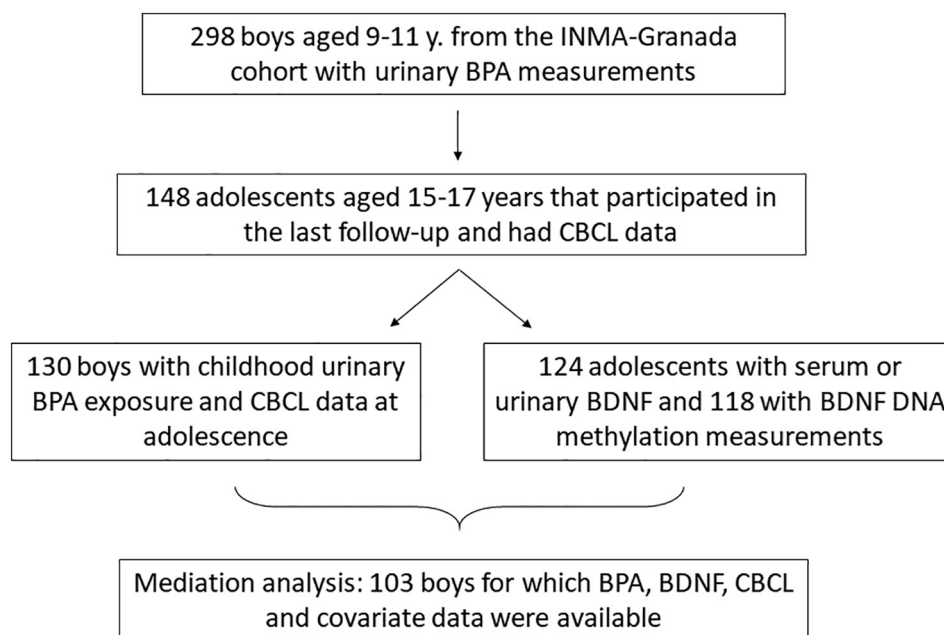 298 boys aged 9-11 y. from the INMA-Granada
cohort with urinary BPA measurements
148 adolescents aged 15-17 years that participated in
the last follow-up and had CBCL data
130 boys with childhood urinary
BPA exposure and CBCL data at
adolescence
124 adolescents with serum or
urinary BDNF and 118 with BDNF DNA
methylation measurements
Mediation analysis: 103 boys for which BPA, BDNF, CBCL
and covariate data were available